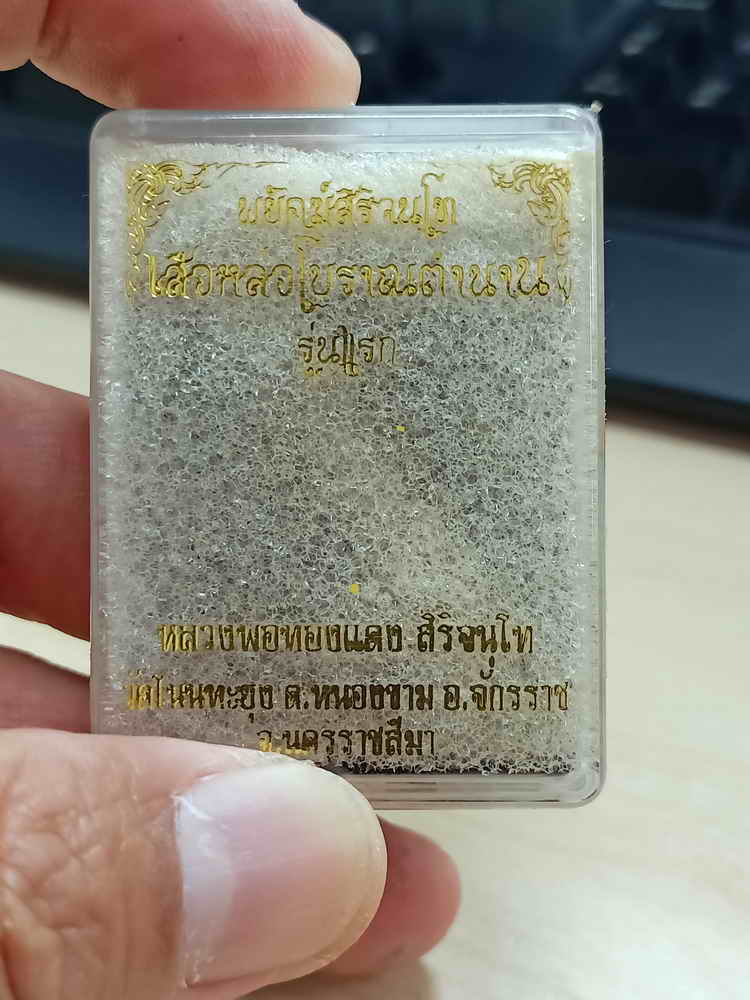 พยัคฆ์สิริจนฺโท
เสือหล่อโบราณตำนาน
รุ่นแรก
หลวงพ่อทองแดง สิริจนฺโท
วัดโนนทะยุง ต.หนองขาม อ.จักรราช
จ.นครราชสีมา